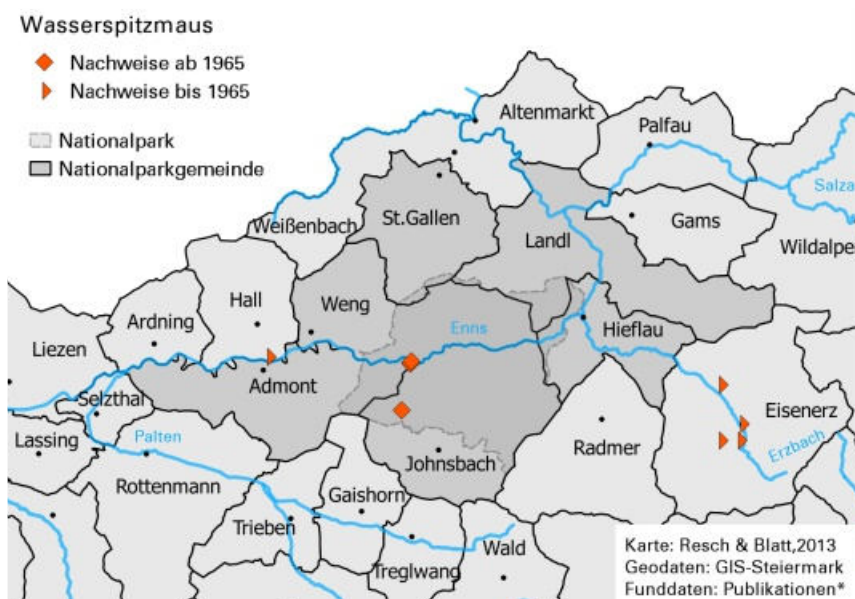 Wasserspitzmaus
Nachweise ab 1965
Nachweise bis 1965
Nationalpark
Nationalparkgemeinde
Altenmarkt
Palfau
Salza
Weißenbach
St.Gallen
Landl
Gams
Wildalpe
Hall
Weng
Ardning
Enns
Hieflau
Liezen
Admont
Selzthal
Eisenerz
Lassing
Palten
Radmer
Erzbach
Johnsbach
Rottenmann
Gaishorn
Trieben
Wald
Treglwang
Karte: Resch & Blatt,2013
Geodaten: GIS-Steiermark
Funddaten: Publikationen*